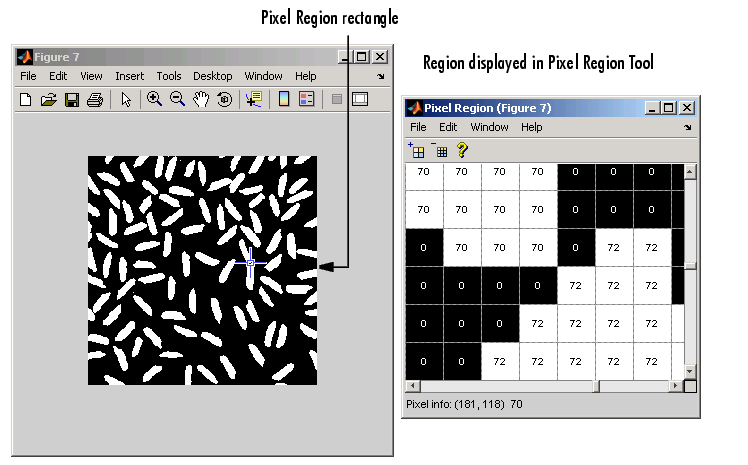 Pixel Region rectangle
Region displayed in Pixel Region Tool
Figure 7
File Edit View Insert Tools Desktop Window Help
Pixel Region (Figure 7)
File Edit Window Help
70 70 70 70 0 0 0
70 70 70 70 0 0 0
0 70 70 70 0 72 72
0 0 0 0 72 72 72
0 0 0 72 72 72 72
0 0 72 72 72 72 72
Pixel info: (181, 118) 70